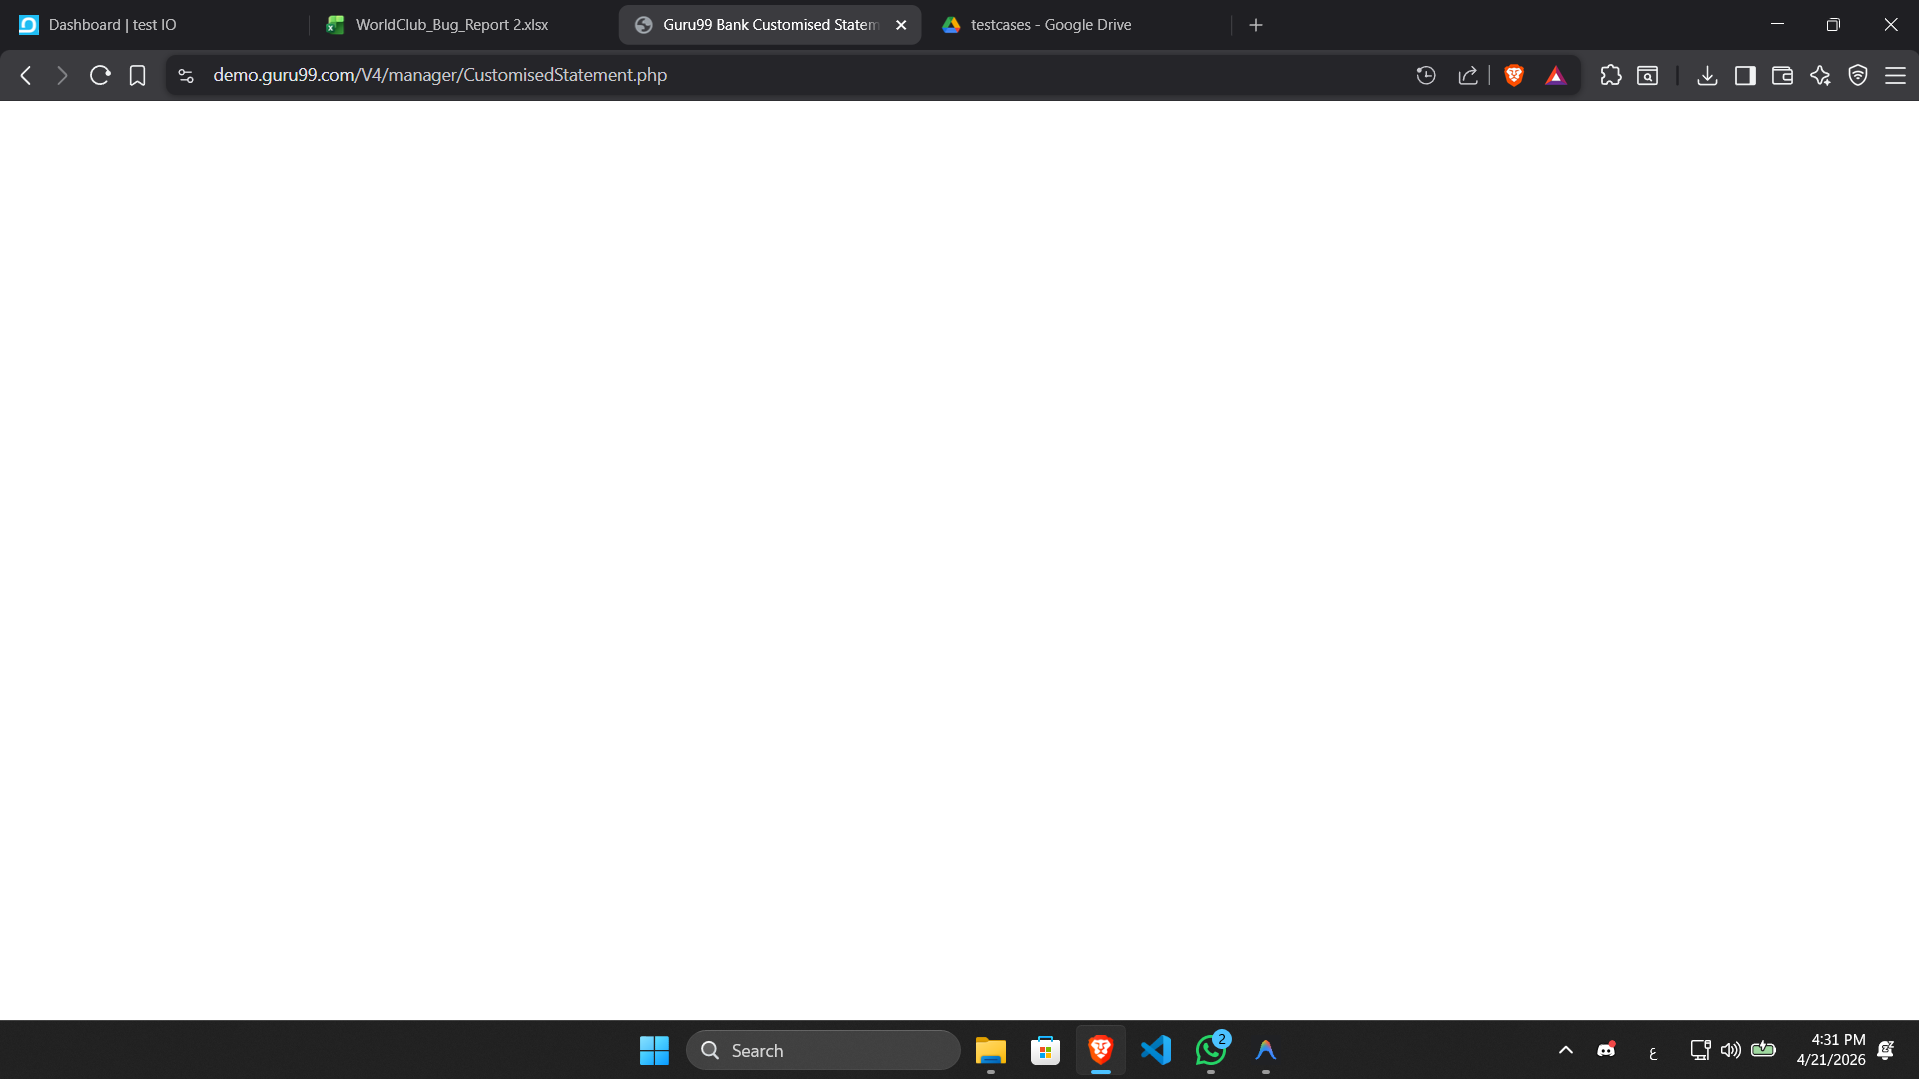 Dashboard | test IO
WorldClub_Bug_Report 2.xlsx
Guru99 Bank Customised Statem
testcases - Google Drive
demo.guru99.com/V4/manager/CustomisedStatement.php
Search
2
ع
4:31 PM
4/21/2026